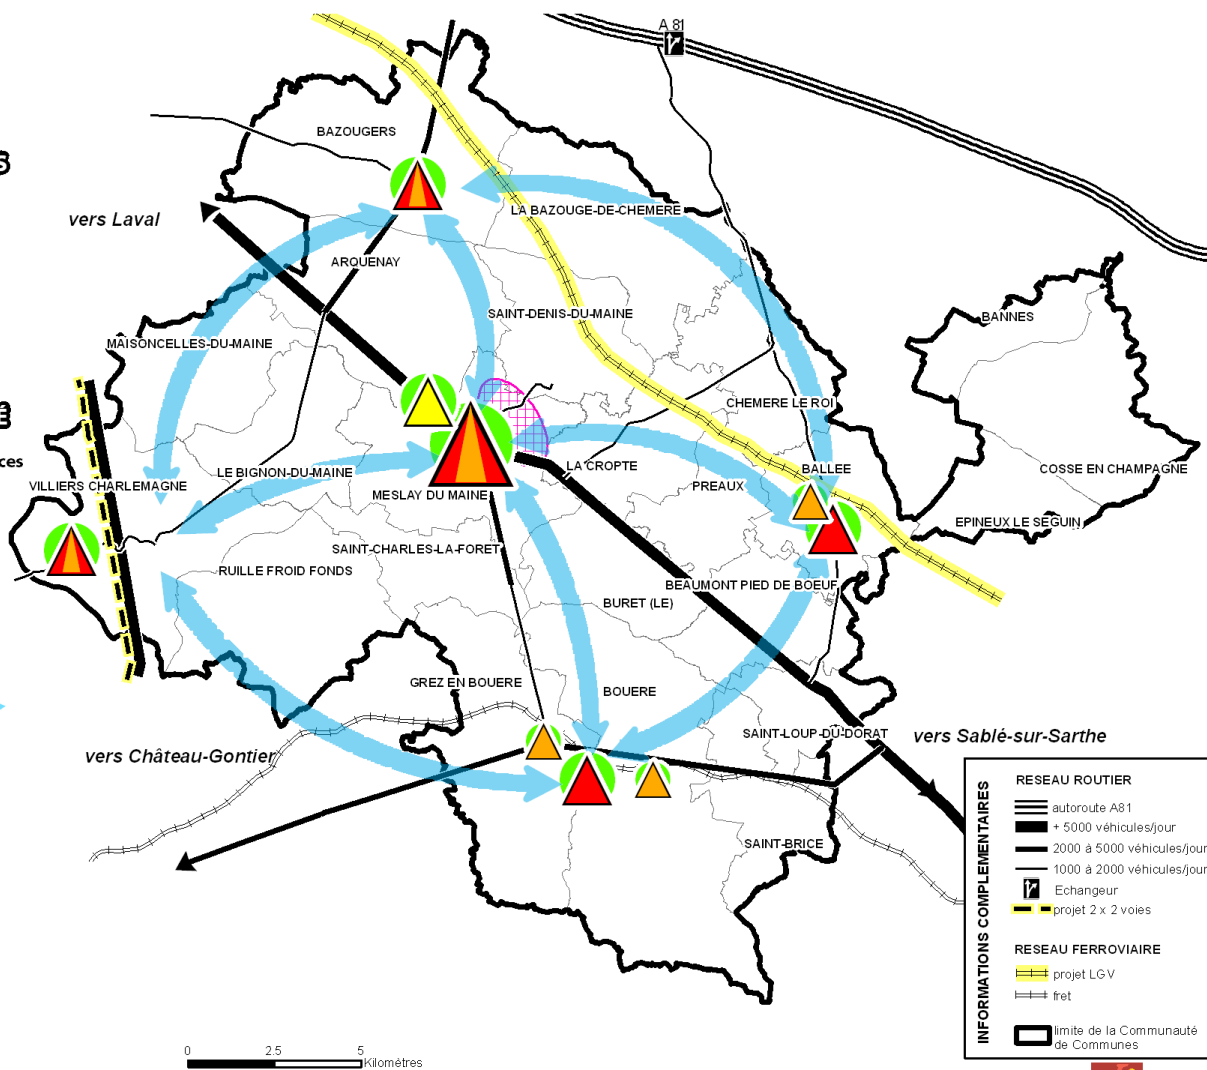 A 81
BAZOUGERS
S
LA BAZOUGE-DE-CHEMERE
vers Laval
ARQUENAY
SAINT-DENIS-DU-MAINE
BANNES
MAISONCELLES-DU-MAINE
CHEMERE LE ROI
É
ces
LE BIGNON-DU-MAINE
LA CROPTE
BALLEE
COSSE EN CHAMPAGNE
VILLIERS CHARLEMAGNE
MESLAY DU MAINE
PREAUX
EPINEUX LE SEGUIN
SAINT-CHARLES-LA-FORET
RUILLE FROID FONDS
BEAUMONT PIED DE BOEUF
BURET (LE)
GREZ EN BOUERE
BOUERE
SAINT-LOUP-DU-DORAT
vers Sablé-sur-Sarthe
vers Château-Gontier
SAINT-BRICE
INFORMATIONS COMPLEMENTAIRES
RESEAU ROUTIER
autoroute A81
+ 5000 véhicules/jour
2000 à 5000 véhicules/jour
1000 à 2000 véhicules/jour
Echangeur
projet 2 x 2 voies
RESEAU FERROVIAIRE
projet LGV
fret
limite de la Communauté
de Communes
0 2.5 5
Kilométres